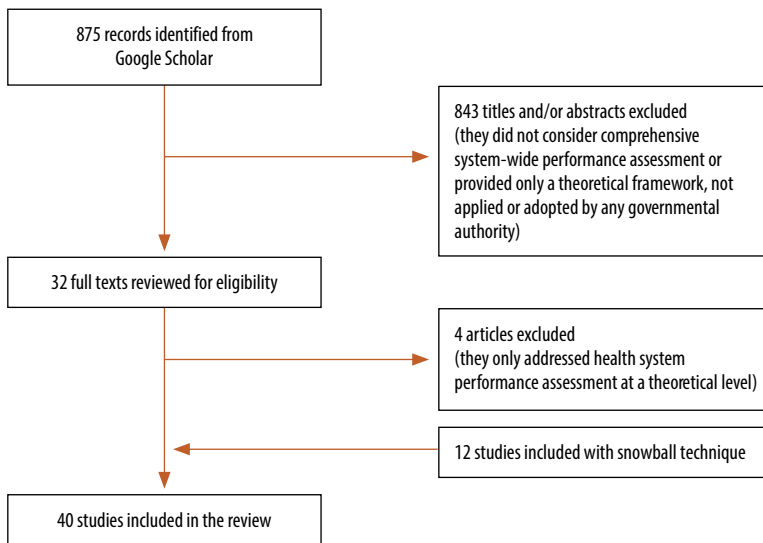 875 records identified from
Google Scholar
843 titles and/or abstracts excluded
(they did not consider comprehensive
system-wide performance assessment or
provided only a theoretical framework, not
applied or adopted by any governmental
authority)
32 full texts reviewed for eligibility
4 articles excluded
(they only addressed health system
performance assessment at a theoretical level)
12 studies included with snowball technique
40 studies included in the review